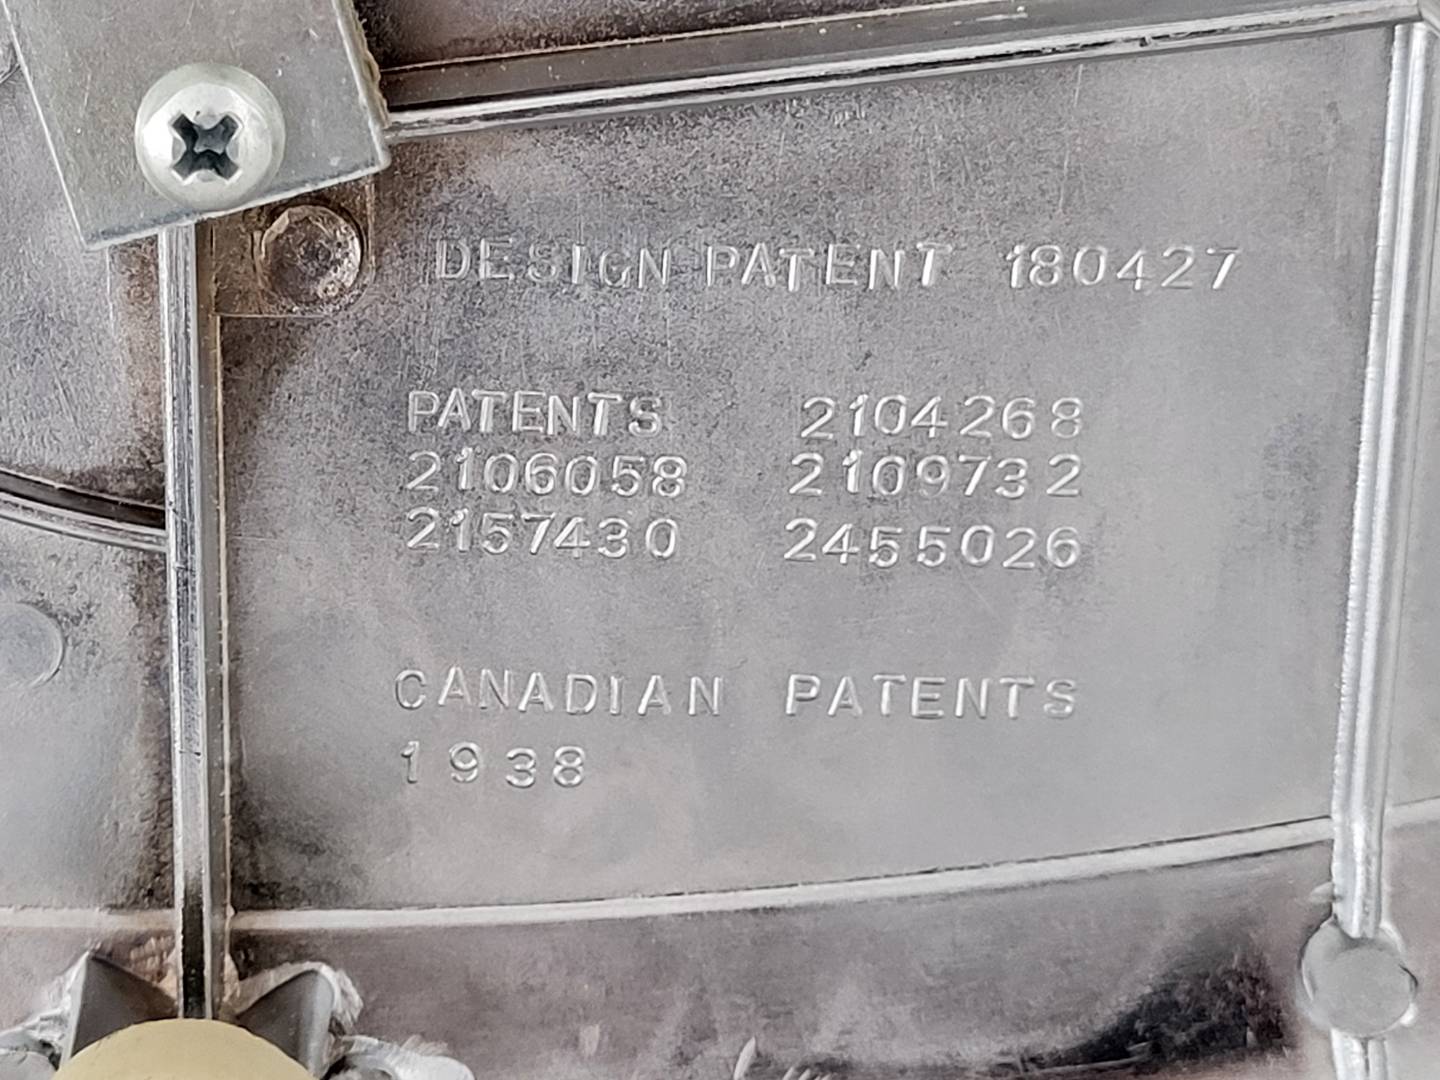 DESIGN PATENT 180427
PATENTS 2104268
2106058 2109732
2157430 2455026
CANADIAN PATENTS
1938